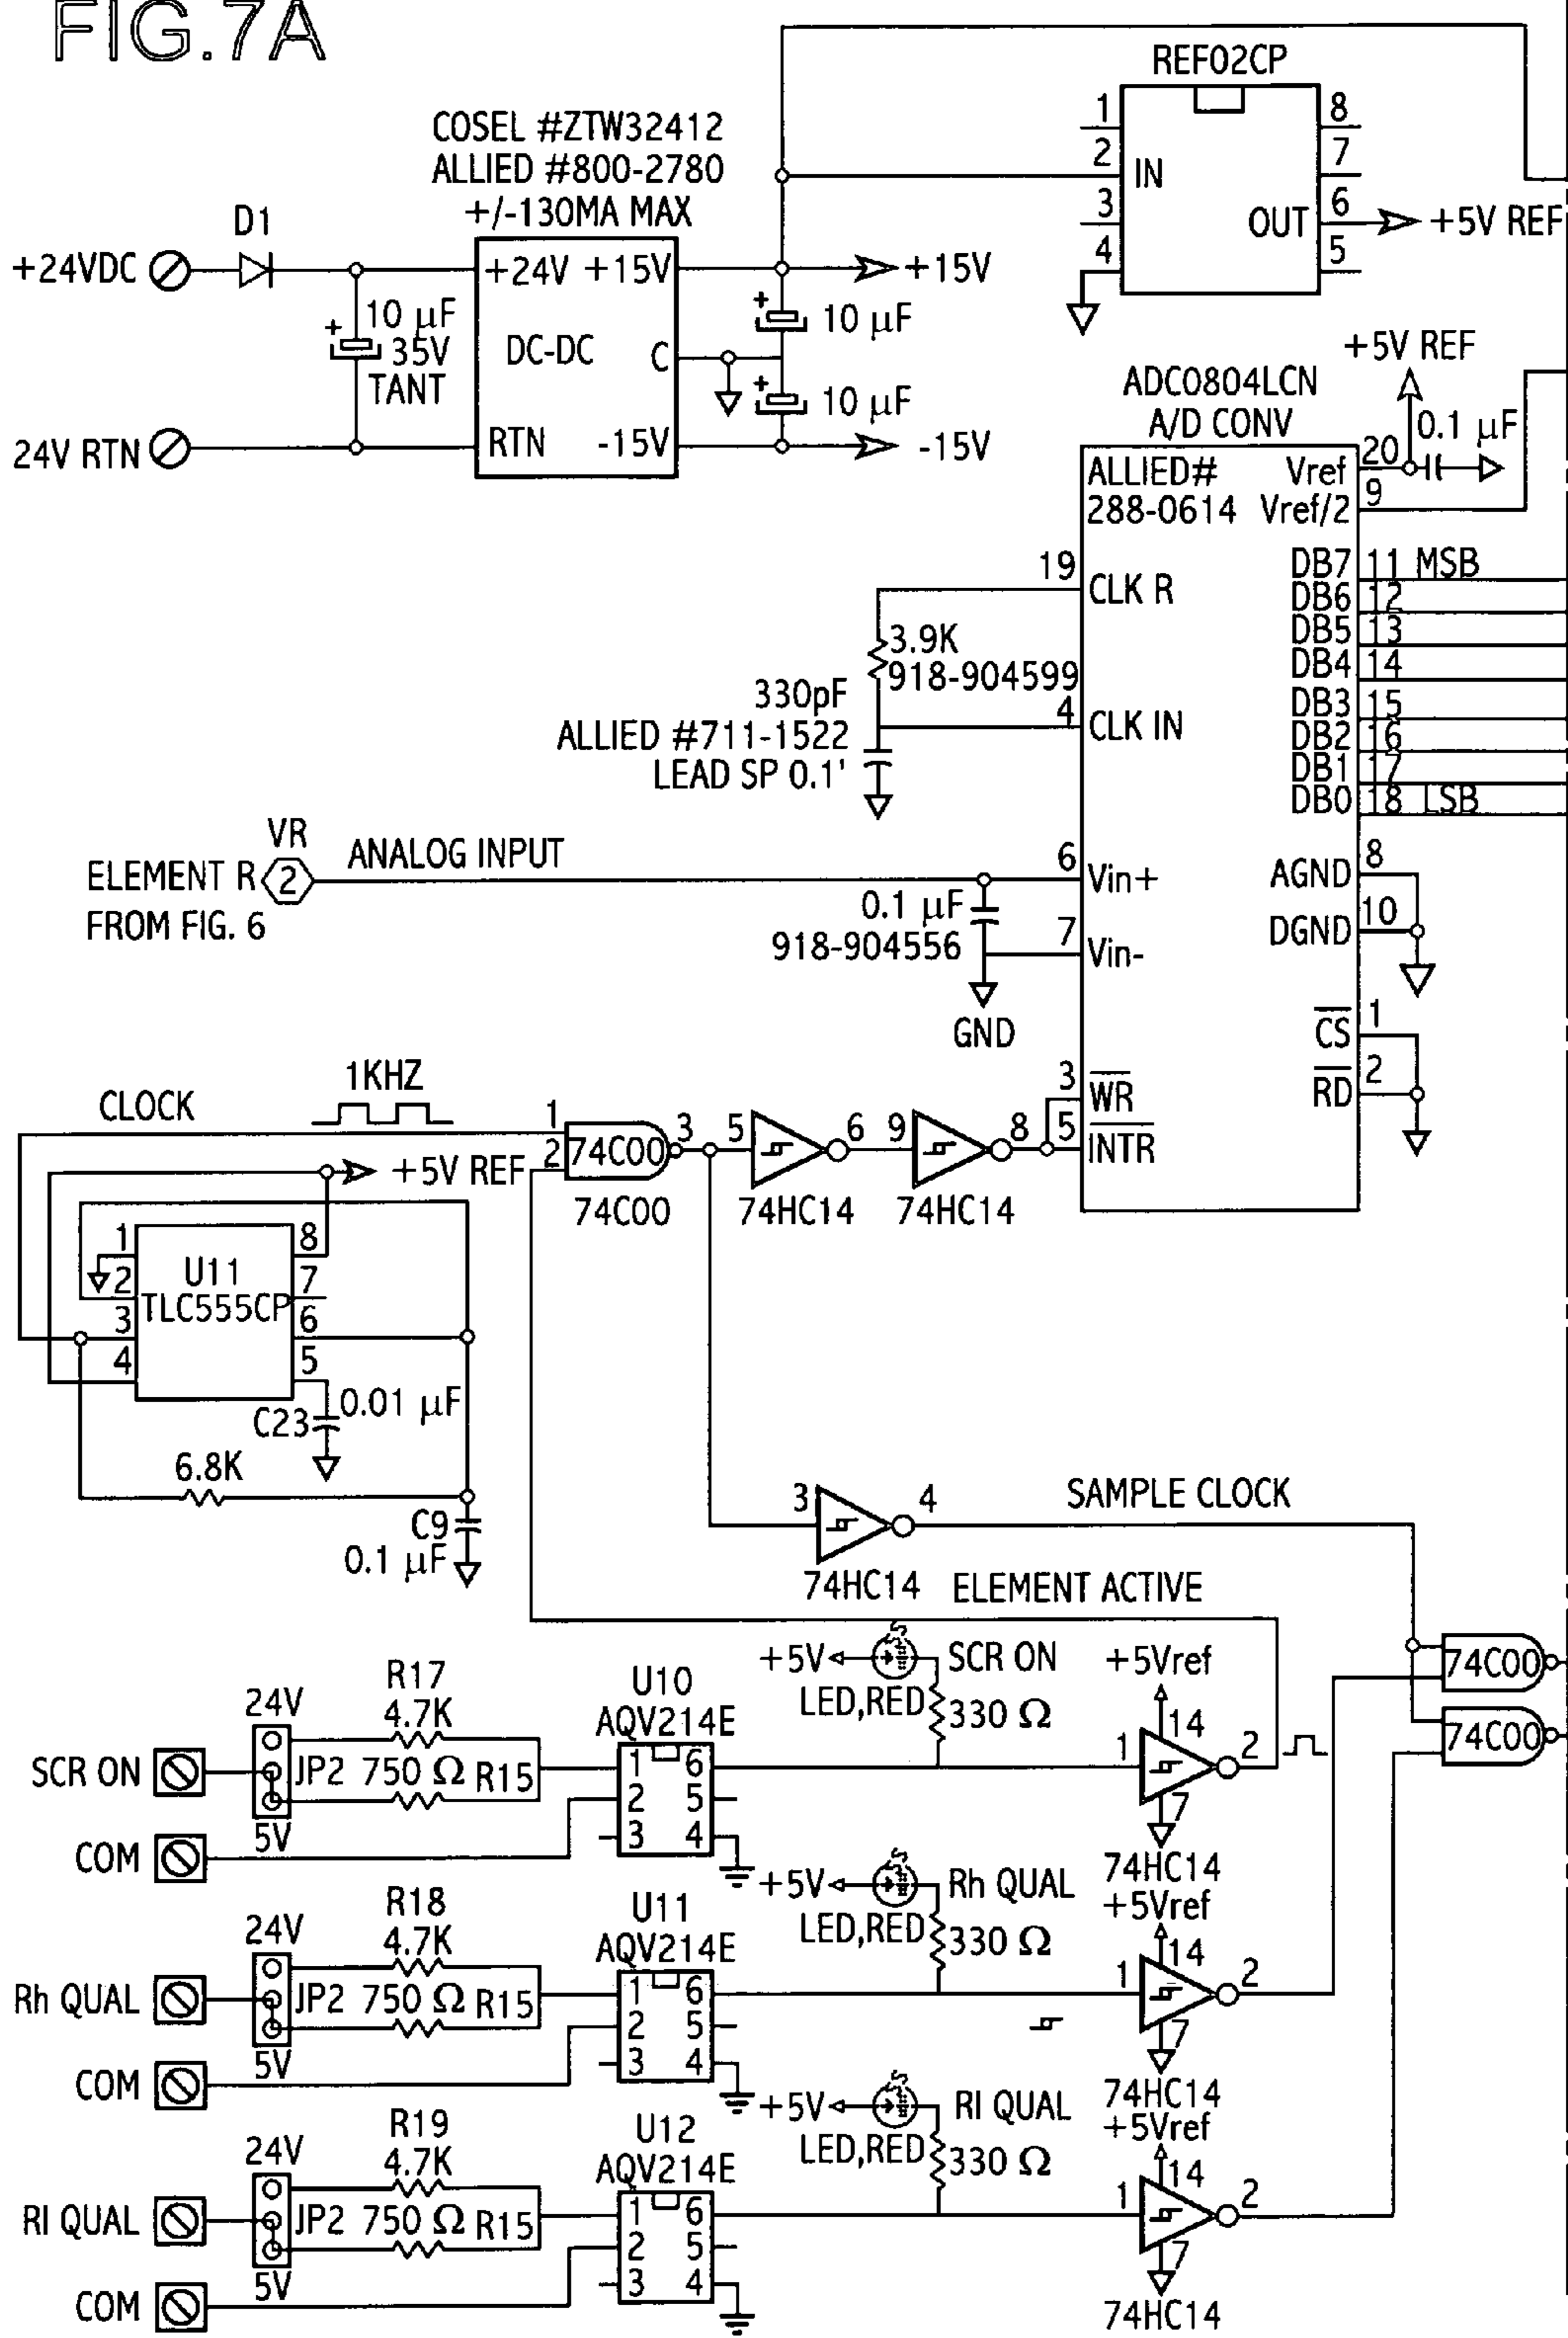 FIG.7A
COSEL #ZTW32412
ALLIED #800-2780
+/-130MA MAX
REF02CP
1 8
2 IN 7
3 OUT 6 +5V REF
4 5
D1
+24VDC
+24V +15V
+15V
10 µF
35V
TANT
+
DC-DC C
+
10 µF
+
10 µF
24V RTN
RTN -15V
-15V
+5V REF
ADC0804LCN
A/D CONV
0.1 µF
ALLIED# Vref 20
288-0614 Vref/2 9
19 CLK R
DB7 11 MSB
DB6 12
DB5 13
DB4 14
DB3 15
DB2 16
DB1 17
DB0 18 LSB
3.9K
918-904599
330pF
ALLIED #711-1522
LEAD SP 0.1'
4 CLK IN
VR
ELEMENT R 2 ANALOG INPUT
FROM FIG. 6
6 Vin+
0.1 µF
918-904556
7 Vin-
GND
AGND 8
DGND 10
CS 1
RD 2
3 WR
5 INTR
1KHZ
CLOCK
1
2 74C00 3
74C00
5 6
74HC14
9 8
74HC14
+5V REF
1 8
2 U11 7
TLC555CP
3 6
4 5
C23 0.01 µF
6.8K
C9
0.1 µF
3 4
74HC14
SAMPLE CLOCK
ELEMENT ACTIVE
74C00
74C00
SCR ON
24V
R17
4.7K
JP2 750 Ω R15
5V
COM
U10
AQV214E
1 6
2 5
3 4
+5V SCR ON
LED,RED 330 Ω
+5Vref
14
1 2
7
74HC14
Rh QUAL
24V
R18
4.7K
JP2 750 Ω R15
5V
COM
U11
AQV214E
1 6
2 5
3 4
+5V Rh QUAL
LED,RED 330 Ω
+5Vref
14
1 2
7
74HC14
RI QUAL
24V
R19
4.7K
JP2 750 Ω R15
5V
COM
U12
AQV214E
1 6
2 5
3 4
+5V RI QUAL
LED,RED 330 Ω
+5Vref
14
1 2
7
74HC14